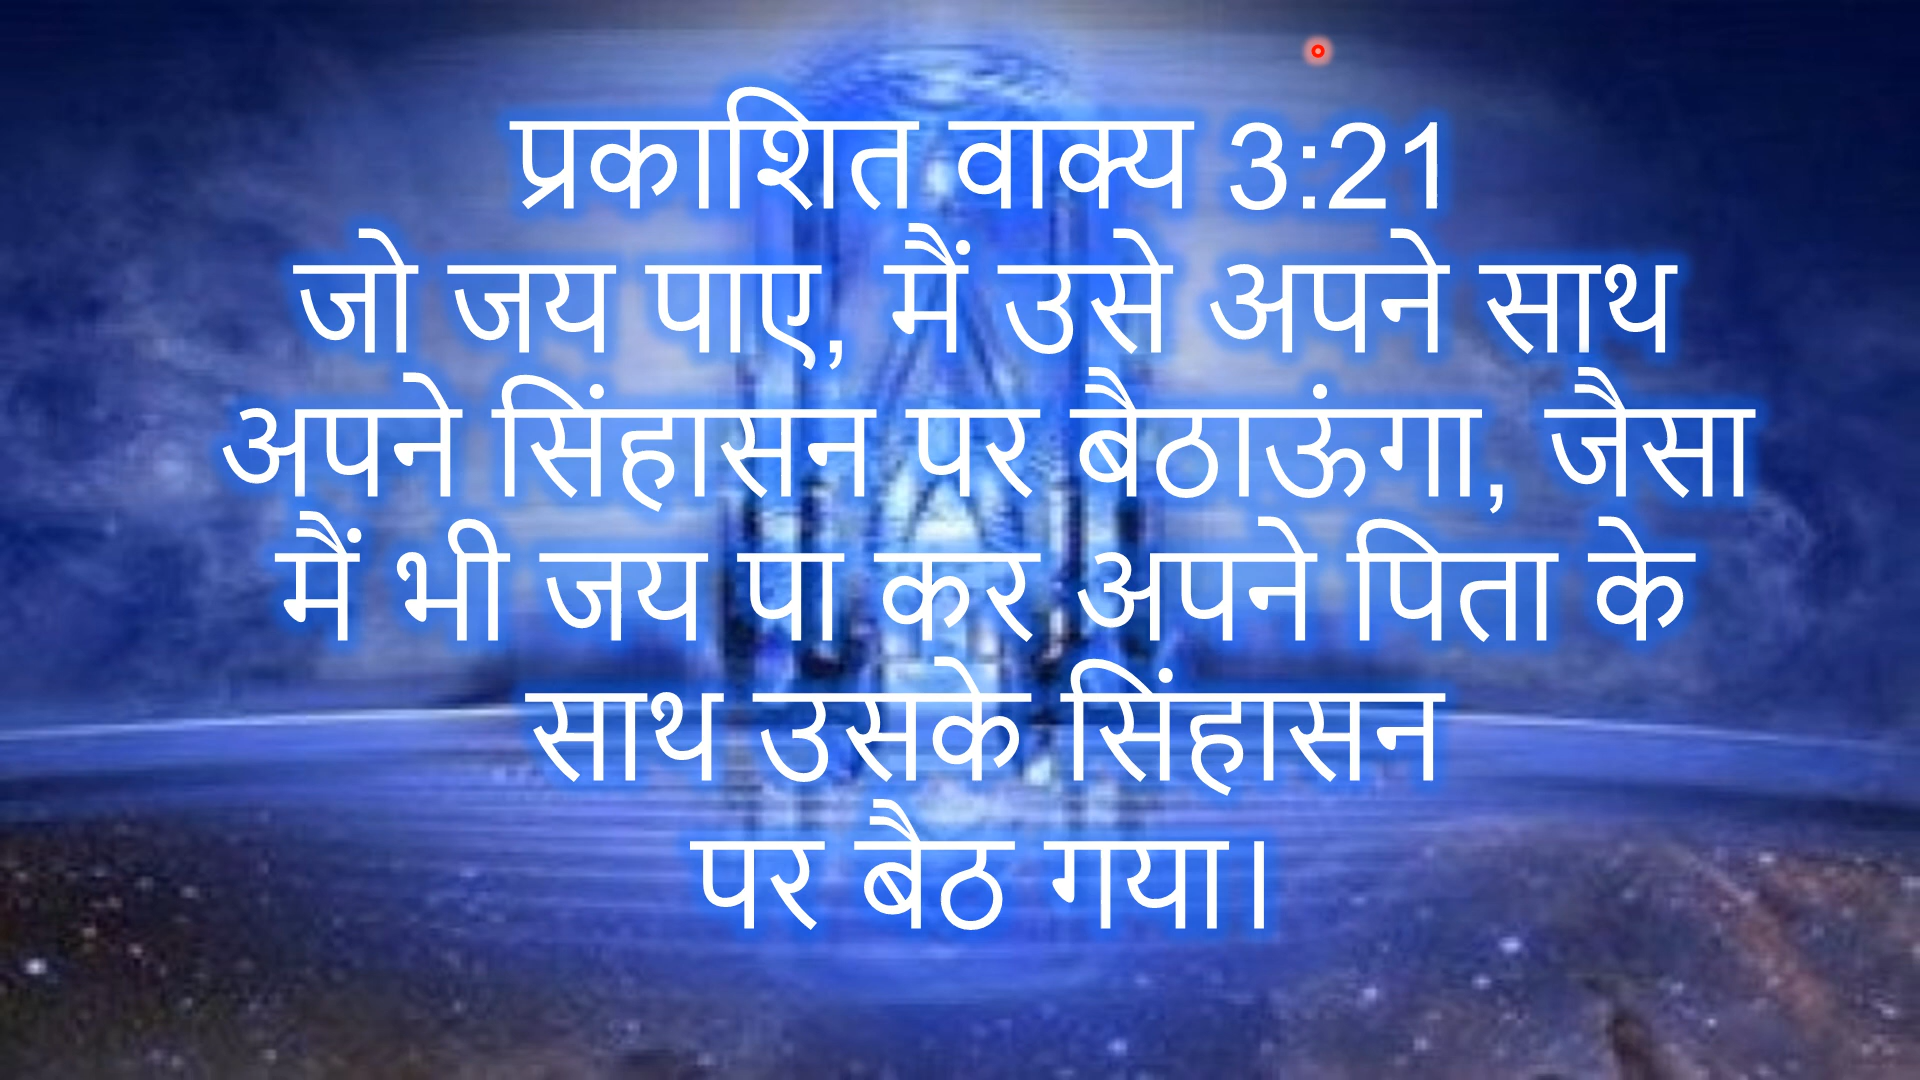 प्रकाशित वाक्य 3:21
जो जय पाए, मैं उसे अपने साथ
अपने सिंहासन पर बैठाऊंगा, जैसा
मैं भी जय पा कर अपने पिता के
साथ उसके सिंहासन
पर बैठ गया।